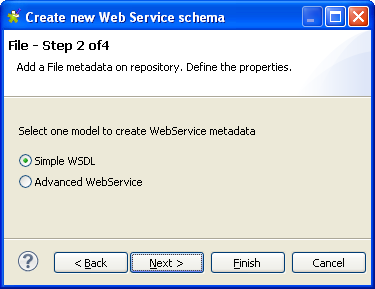 Create new Web Service schema
File - Step 2 of4
Add a File metadata on repository. Define the properties.
Select one model to create WebService metadata
Simple WSDL
Advanced WebService
? < Back Next > Finish Cancel